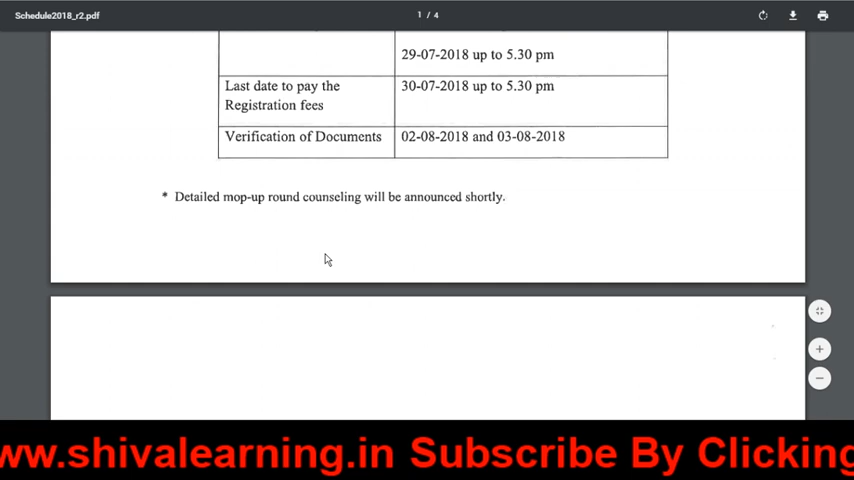 Schedule2018_r2.pdf
1 / 4
29-07-2018 up to 5.30 pm
Last date to pay the
Registration fees
30-07-2018 up to 5.30 pm
Verification of Documents
02-08-2018 and 03-08-2018
* Detailed mop-up round counseling will be announced shortly.
ww.shivalearning.in Subscribe By Clicking